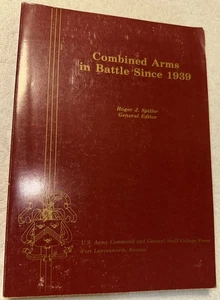 Combined Arms
in Battle Since 1939
Roger J. Spiller
General Editor
U.S. Army Command and General Staff College Press
Fort Leavenworth, Kansas